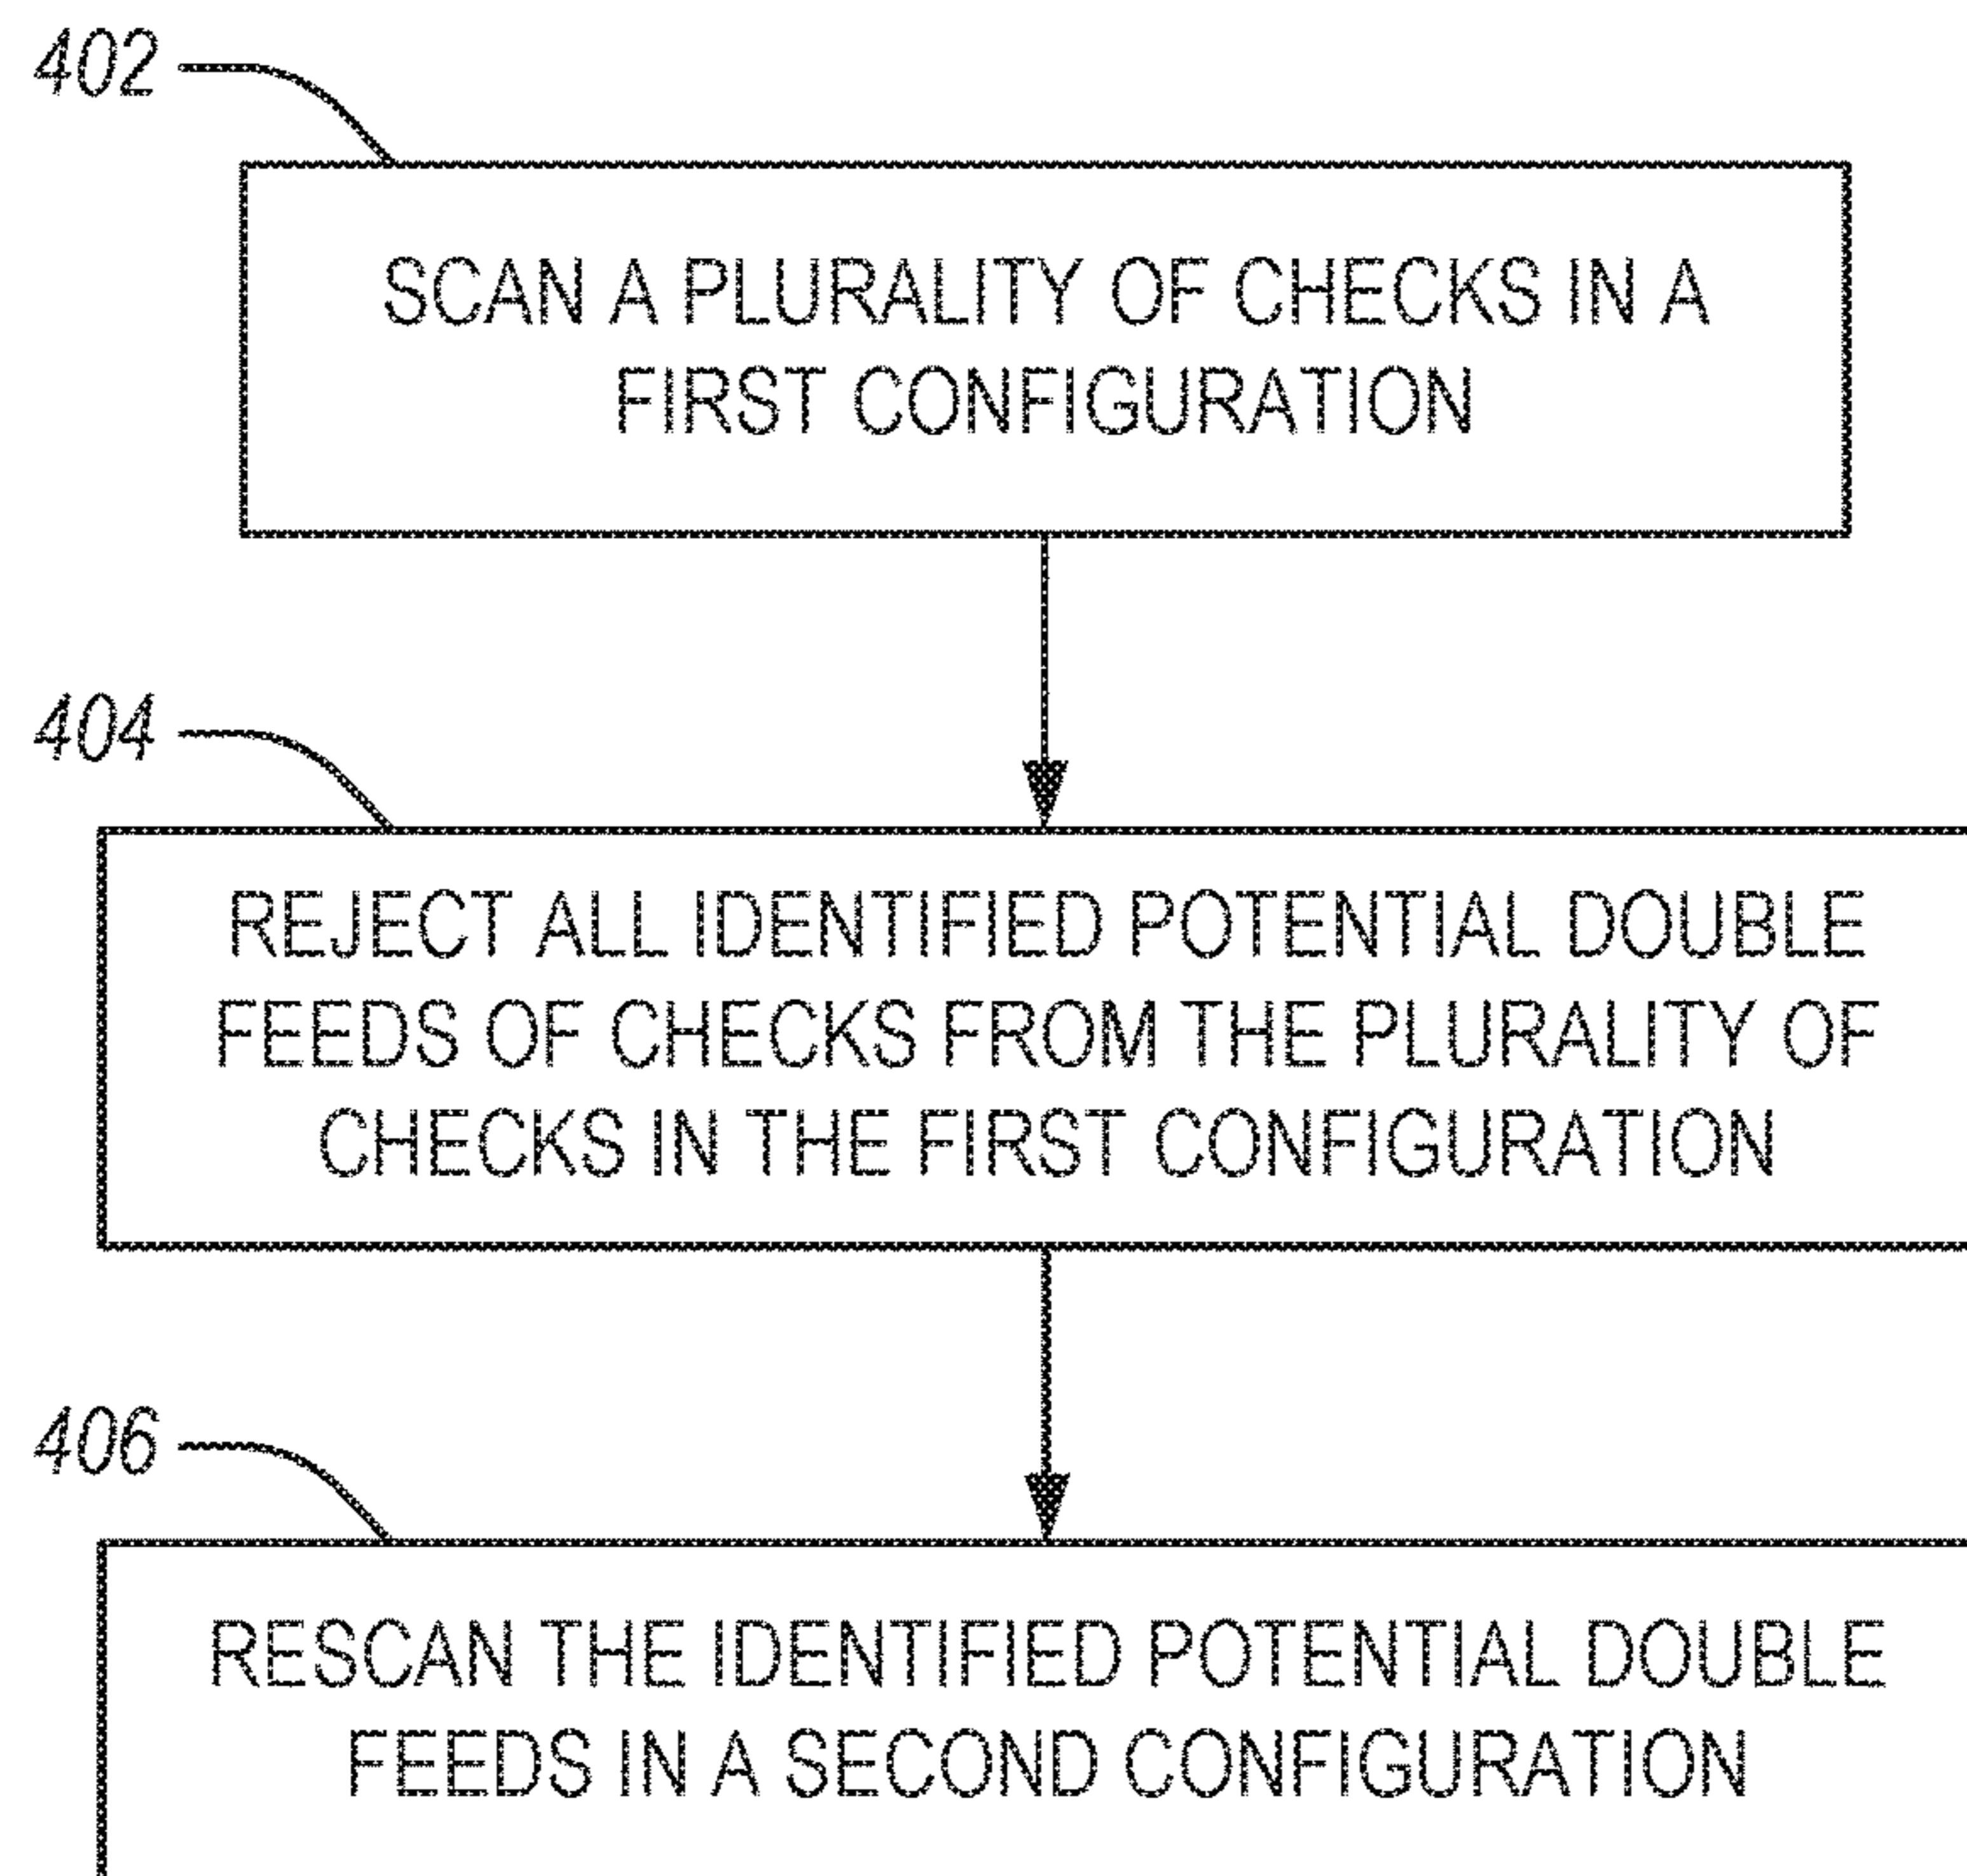 402
SCAN A PLURALITY OF CHECKS IN A
FIRST CONFIGURATION
404
REJECT ALL IDENTIFIED POTENTIAL DOUBLE
FEEDS OF CHECKS FROM THE PLURALITY OF
CHECKS IN THE FIRST CONFIGURATION
406
RESCAN THE IDENTIFIED POTENTIAL DOUBLE
FEEDS IN A SECOND CONFIGURATION